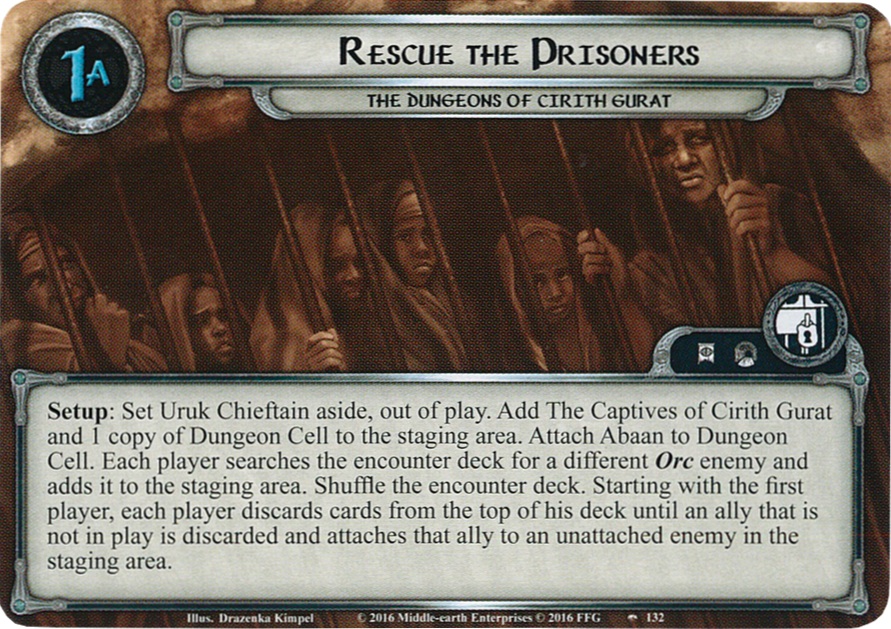 1A
Rescue the Prisoners
The Dungeons of Cirith Gurat
Setup: Set Uruk Chieftain aside, out of play. Add The Captives of Cirith Gurat
and 1 copy of Dungeon Cell to the staging area. Attach Abaan to Dungeon
Cell. Each player searches the encounter deck for a different Orc enemy and
adds it to the staging area. Shuffle the encounter deck. Starting with the first
player, each player discards cards from the top of his deck until an ally that is
not in play is discarded and attaches that ally to an unattached enemy in the
staging area.
Illus. Drazenka Kimpel © 2016 Middle-earth Enterprises © 2016 FFG 132